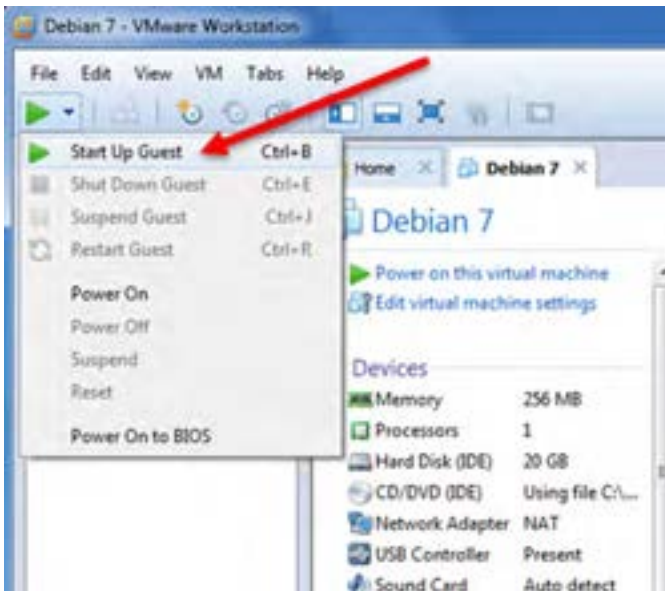 Debian 7 - VMware Workstation
File Edit View VM Tabs Help
Start Up Guest Ctrl+B
Shut Down Guest Ctrl+E
Suspend Guest Ctrl+J
Restart Guest Ctrl+R
Power On
Power Off
Suspend
Reset
Power On to BIOS
Home Debian 7
Debian 7
Power on this virtual machine
Edit virtual machine settings
Devices
Memory 256 MB
Processors 1
Hard Disk (IDE) 20 GB
CD/DVD (IDE) Using file C:\...
Network Adapter NAT
USB Controller Present
Sound Card Auto detect